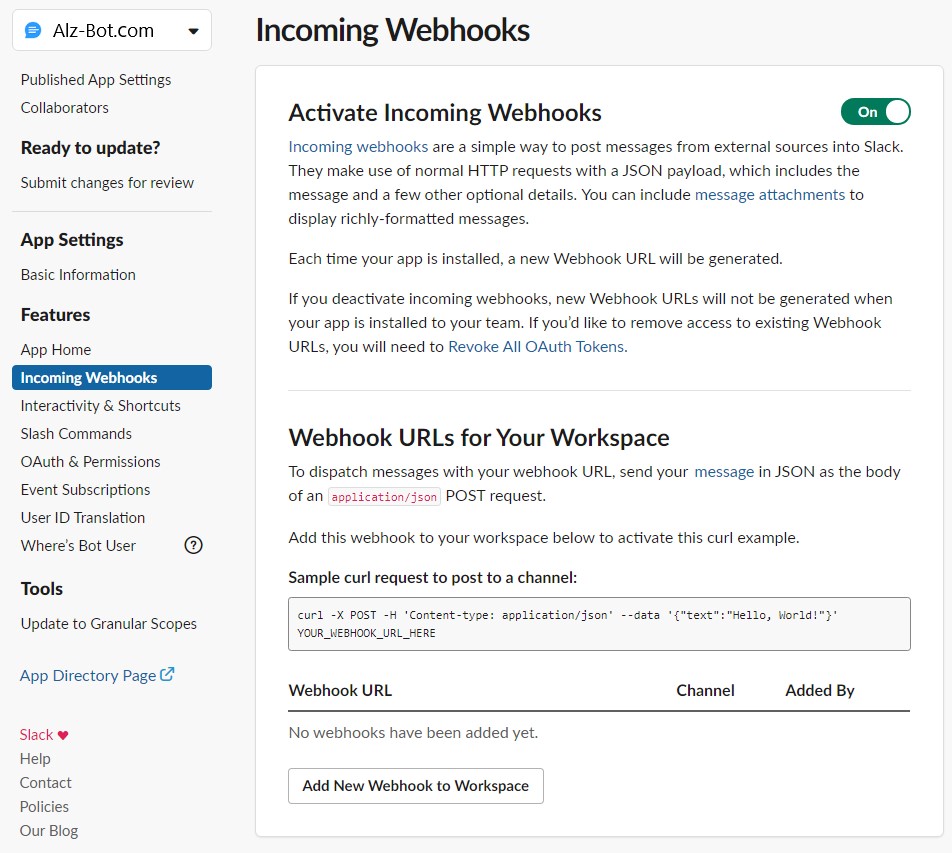 Alz-Bot.com
Published App Settings
Collaborators
Ready to update?
Submit changes for review
App Settings
Basic Information
Features
App Home
Incoming Webhooks
Interactivity & Shortcuts
Slash Commands
OAuth & Permissions
Event Subscriptions
User ID Translation
Where’s Bot User
?
Tools
Update to Granular Scopes
App Directory Page
Slack
Help
Contact
Policies
Our Blog
Incoming Webhooks
Activate Incoming Webhooks
On
Incoming webhooks are a simple way to post messages from external sources into Slack.
They make use of normal HTTP requests with a JSON payload, which includes the
message and a few other optional details. You can include message attachments to
display richly-formatted messages.
Each time your app is installed, a new Webhook URL will be generated.
If you deactivate incoming webhooks, new Webhook URLs will not be generated when
your app is installed to your team. If you’d like to remove access to existing Webhook
URLs, you will need to Revoke All OAuth Tokens.
Webhook URLs for Your Workspace
To dispatch messages with your webhook URL, send your message in JSON as the body
of an application/json POST request.
Add this webhook to your workspace below to activate this curl example.
Sample curl request to post to a channel:
curl -X POST -H 'Content-type: application/json' --data '{"text":"Hello, World!"}'
YOUR_WEBHOOK_URL_HERE
Webhook URL Channel Added By
No webhooks have been added yet.
Add New Webhook to Workspace